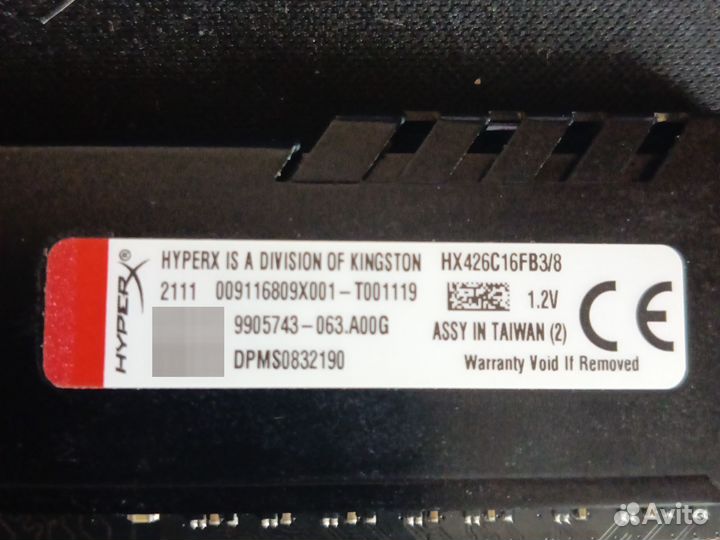 HYPERX®
HYPERX IS A DIVISION OF KINGSTON HX426C16FB3/8
2111 009116809X001-T001119 1.2V
9905743-063.A00G ASSY IN TAIWAN (2)
DPMS0832190 Warranty Void If Removed
CE
Avito